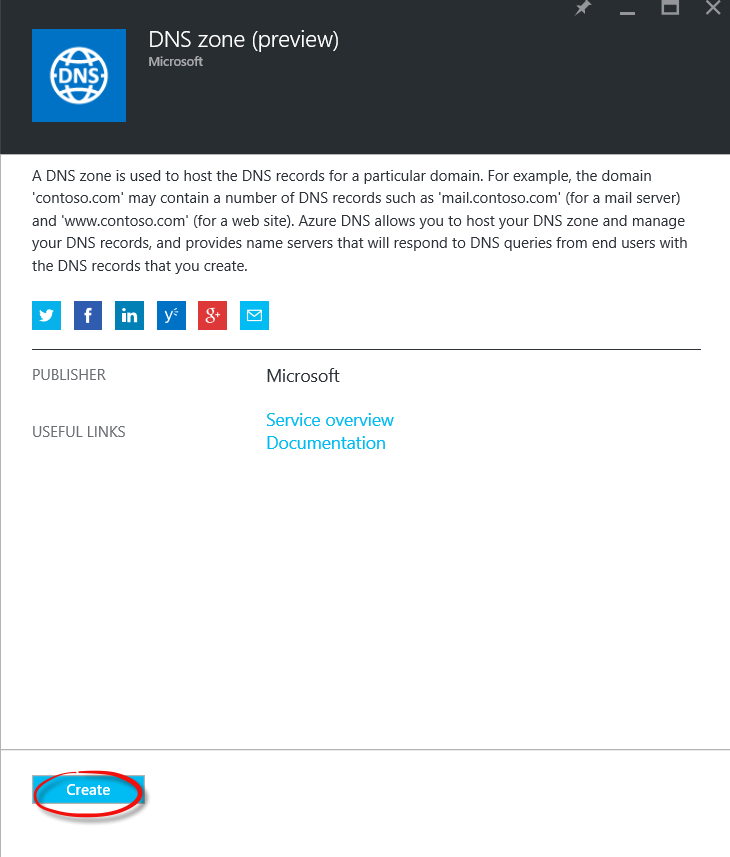 DNS zone (preview)
Microsoft
DNS
A DNS zone is used to host the DNS records for a particular domain. For example, the domain
'contoso.com' may contain a number of DNS records such as 'mail.contoso.com' (for a mail server)
and 'www.contoso.com' (for a web site). Azure DNS allows you to host your DNS zone and manage
your DNS records, and provides name servers that will respond to DNS queries from end users with
the DNS records that you create.
f in y g+
PUBLISHER Microsoft
USEFUL LINKS Service overview
Documentation
Create